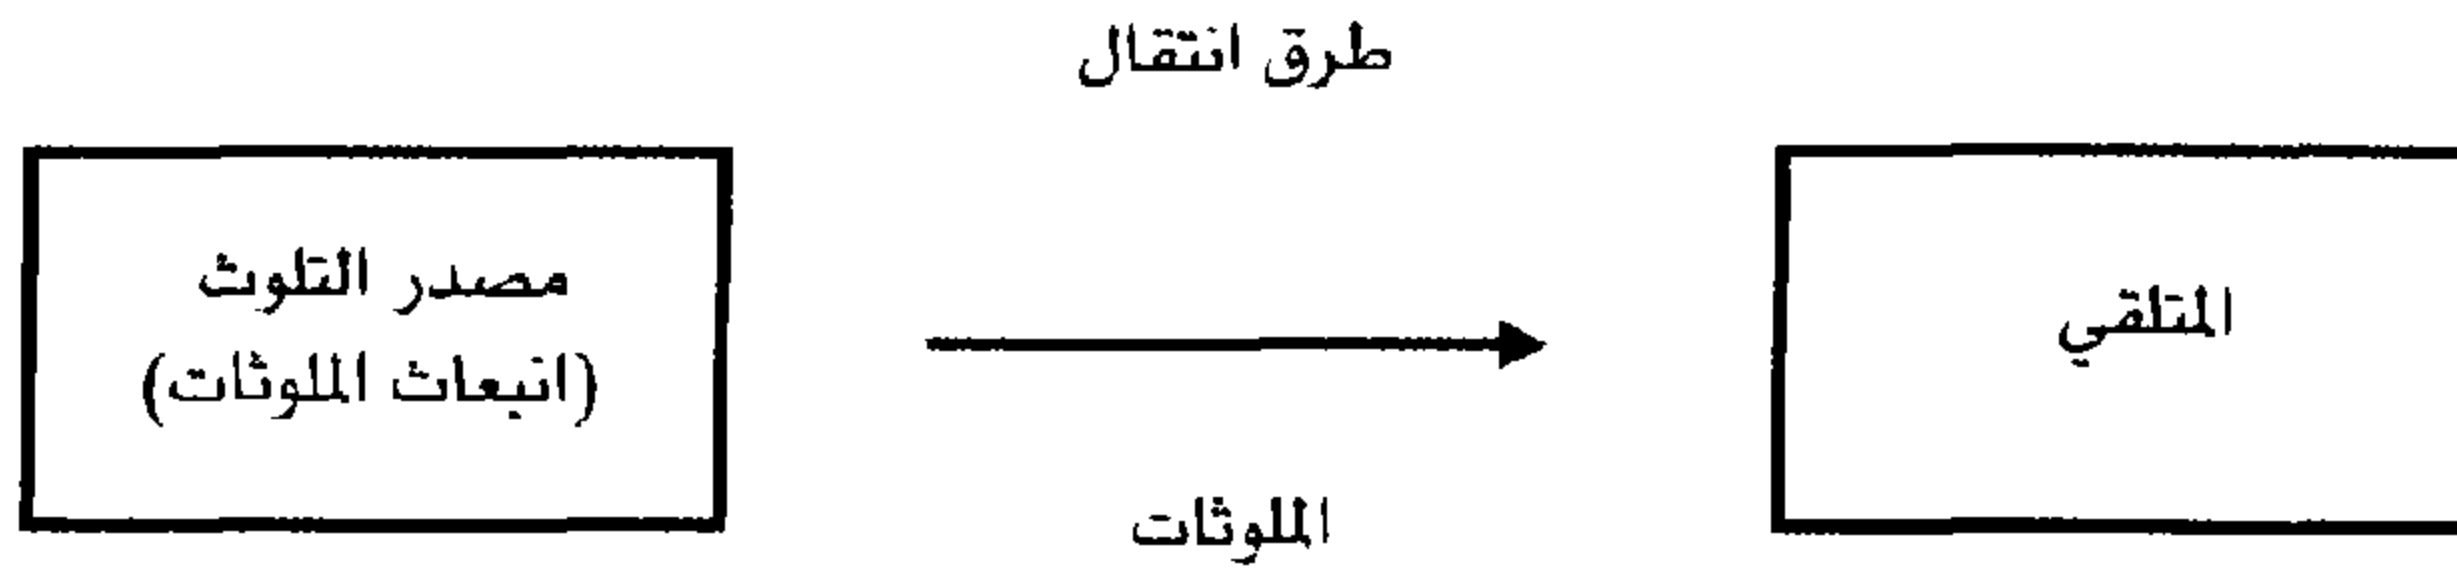 طرق انتقال
مصدر التلوث
(انبعاث الملوثات)
المتلقي
الملوثات